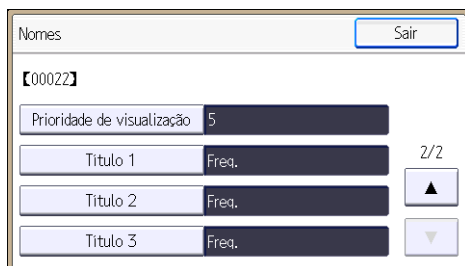 Nomes Sair
【00022】
Prioridade de visualização 5
Título 1 Freq.
2/2
Título 2 Freq.
Título 3 Freq.